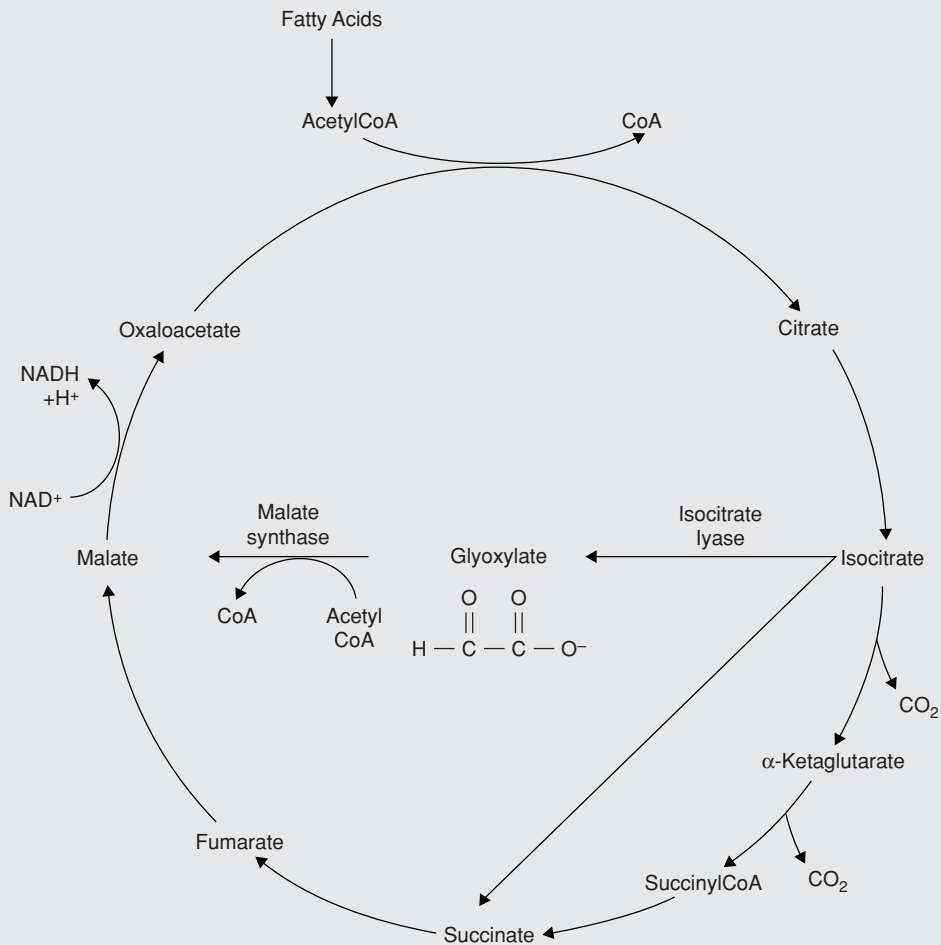 Fatty Acids
AcetylCoA
CoA
Oxaloacetate
Citrate
NADH
+H⁺
NAD⁺
Malate
synthase
Isocitrate
lyase
Malate
Glyoxylate
Isocitrate
CoA
Acetyl
CoA
O O
H — C — C — O⁻
CO₂
α-Ketaglutarate
Fumarate
SuccinylCoA
CO₂
Succinate